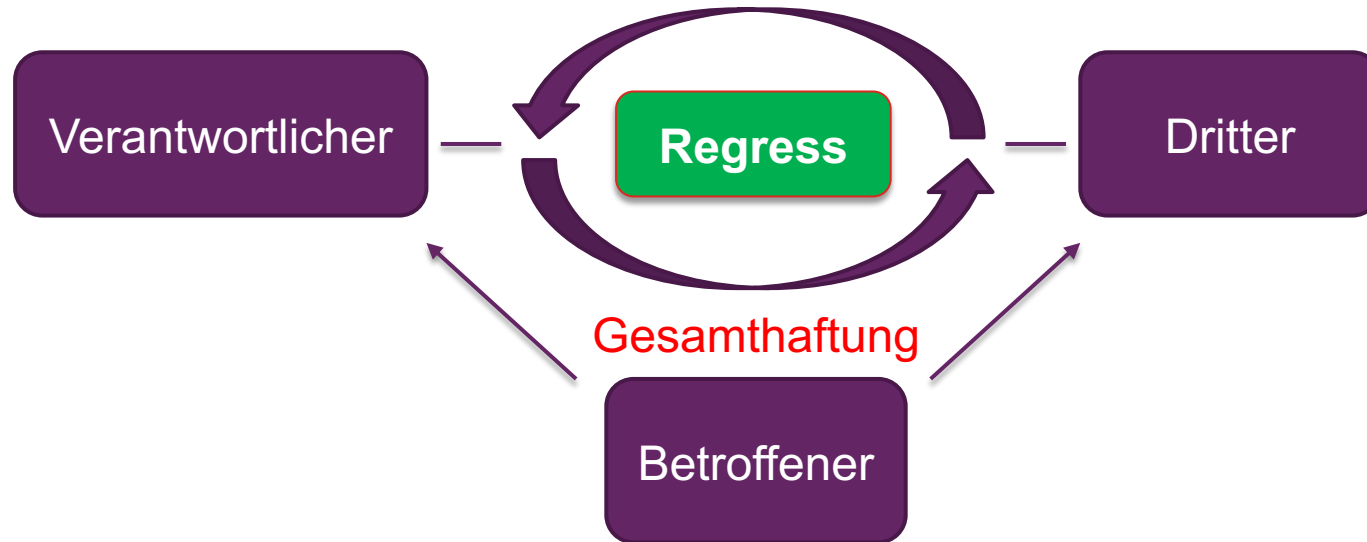 Verantwortlicher
Regress
Dritter
Gesamthaftung
Betroffener